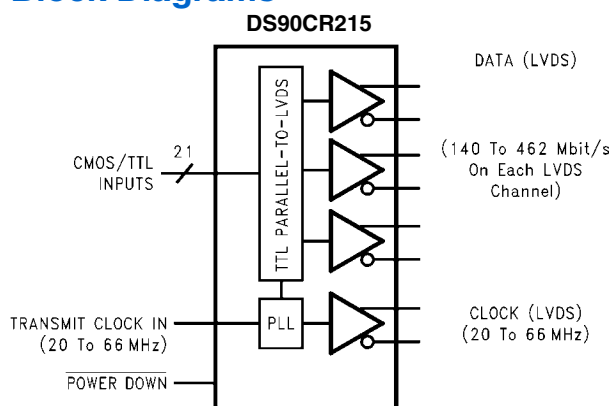 Block Diagrams
DS90CR215
DATA (LVDS)
TTL PARALLEL-TO-LVDS
21
CMOS/TTL
INPUTS
(140 To 462 Mbit/s
On Each LVDS
Channel)
TRANSMIT CLOCK IN
(20 To 66 MHz)
PLL
CLOCK (LVDS)
(20 To 66 MHz)
POWER DOWN